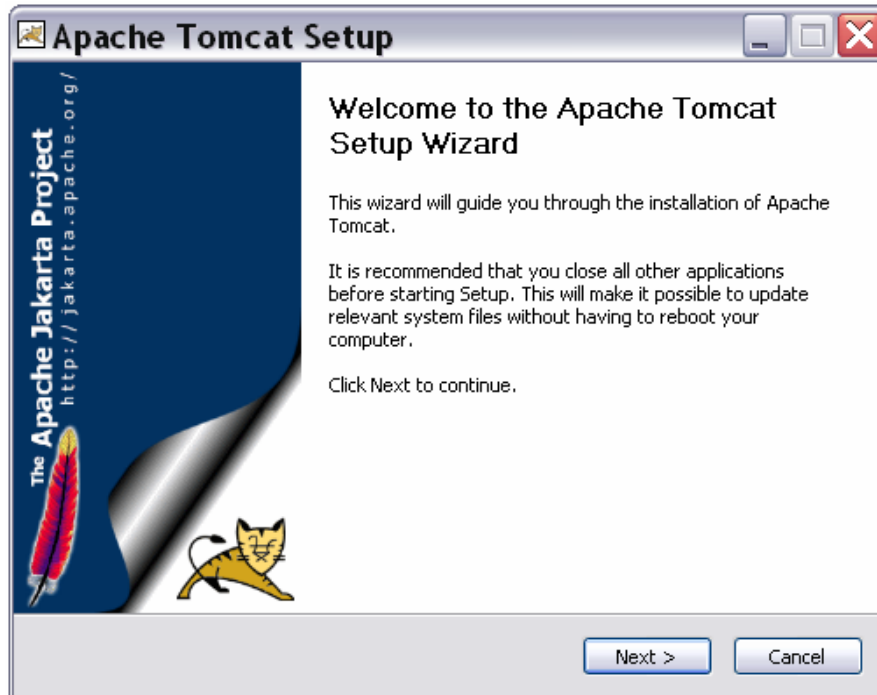 Apache Tomcat Setup
The Apache Jakarta Project
http://jakarta.apache.org/
Welcome to the Apache Tomcat
Setup Wizard
This wizard will guide you through the installation of Apache
Tomcat.
It is recommended that you close all other applications
before starting Setup. This will make it possible to update
relevant system files without having to reboot your
computer.
Click Next to continue.
Next >
Cancel